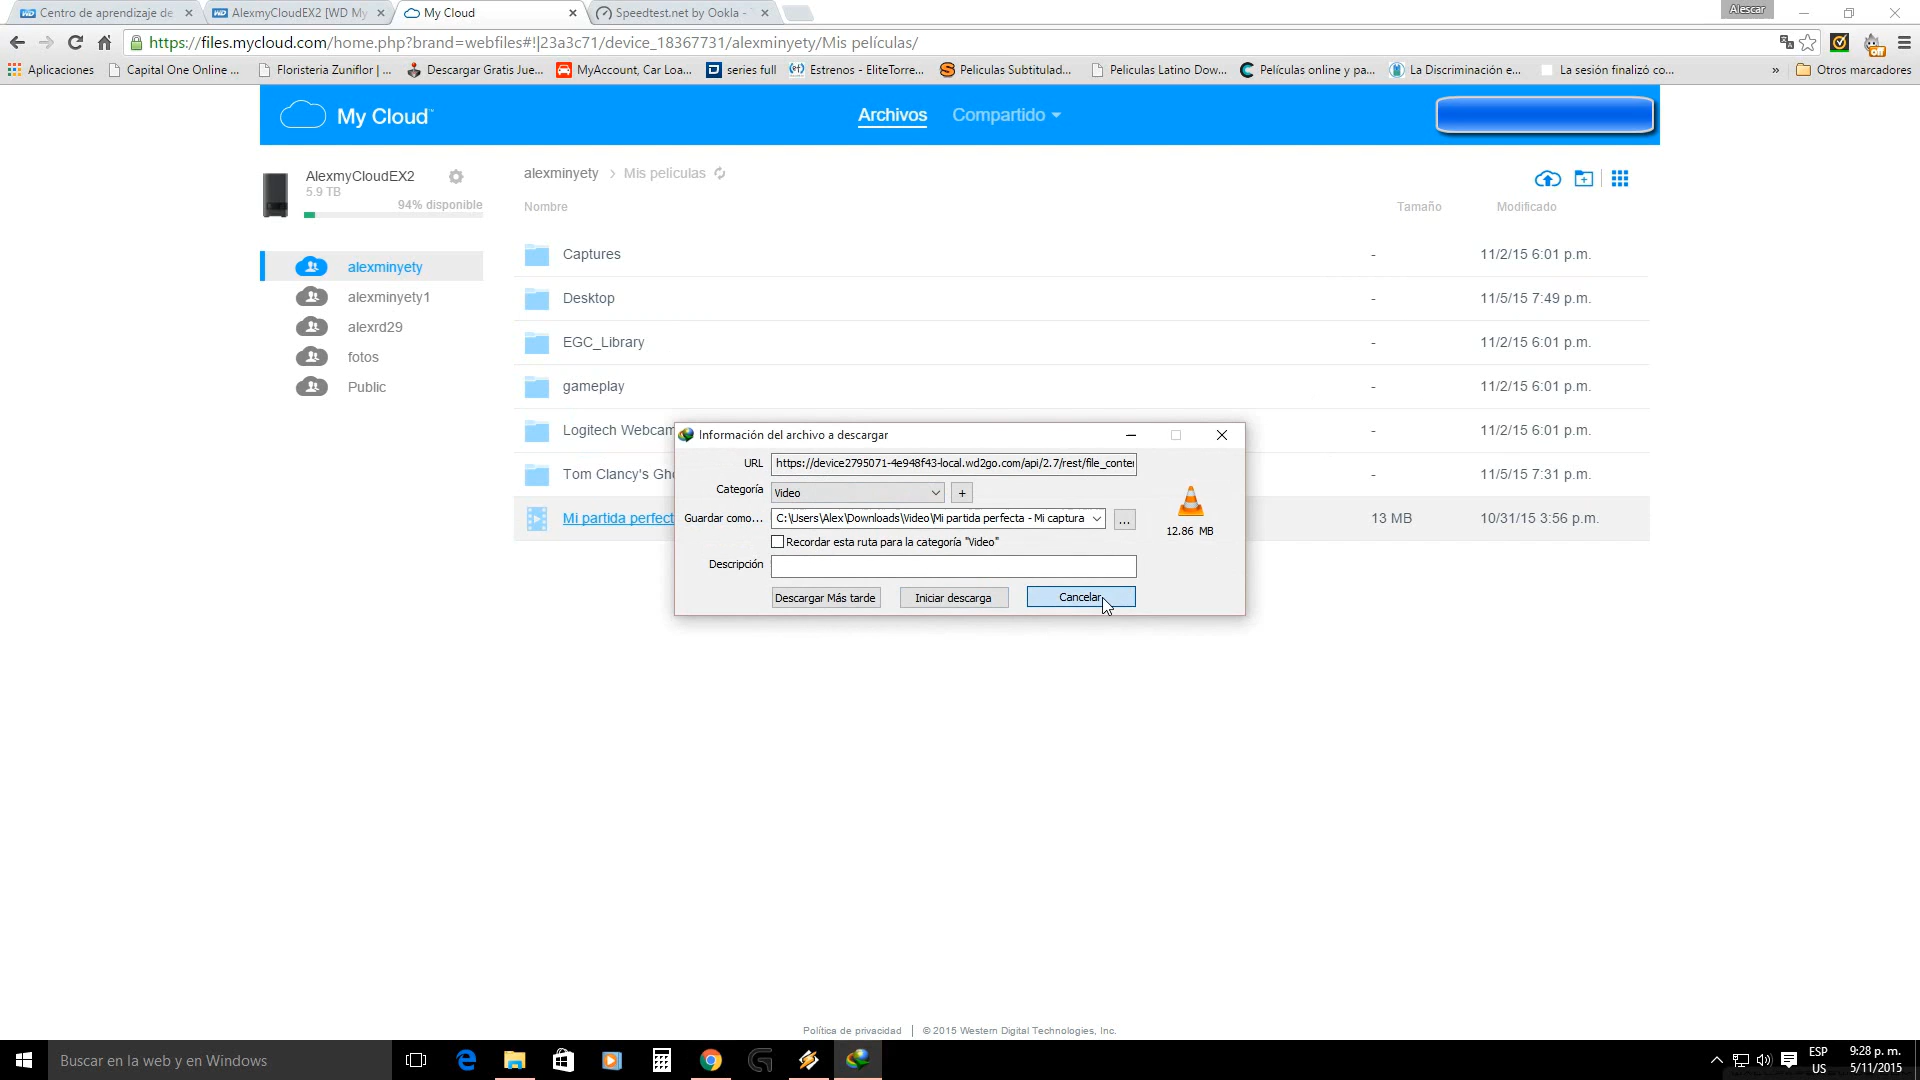 Centro de aprendizaje de
AlexmyCloudEX2 [WD My
My Cloud
Speedtest.net by Ookla -
Alescar
https://files.mycloud.com/home.php?brand=webfiles#!|23a3c71/device_18367731/alexminyety/Mis películas/
Aplicaciones
Capital One Online ...
Floristeria Zuniflor | ...
Descargar Gratis Jue...
MyAccount, Car Loa...
series full
Estrenos - EliteTorre...
Peliculas Subtitulad...
Peliculas Latino Dow...
Películas online y pa...
La Discriminación e...
La sesión finalizó co...
»
Otros marcadores
My Cloud
Archivos
Compartido
AlexmyCloudEX2
5.9 TB
94% disponible
alexminyety
alexminyety1
alexrd29
fotos
Public
alexminyety > Mis películas
Nombre Tamaño Modificado
Captures - 11/2/15 6:01 p.m.
Desktop - 11/5/15 7:49 p.m.
EGC_Library - 11/2/15 6:01 p.m.
gameplay - 11/2/15 6:01 p.m.
Logitech Webcam 11/2/15 6:01 p.m.
Tom Clancy's Gh 11/5/15 7:31 p.m.
Mi partida perfect 13 MB 10/31/15 3:56 p.m.
Información del archivo a descargar
URL https://device2795071-4e948f43-local.wd2go.com/api/2.7/rest/file_conter
Categoría Video +
Guardar como... C:\Users\Alex\Downloads\Video\Mi partida perfecta - Mi captura ...
Recordar esta ruta para la categoría "Video"
Descripción
12.86 MB
Descargar Más tarde
Iniciar descarga
Cancelar
Política de privacidad | © 2015 Western Digital Technologies, Inc.
Buscar en la web y en Windows
ESP
US
9:28 p. m.
5/11/2015